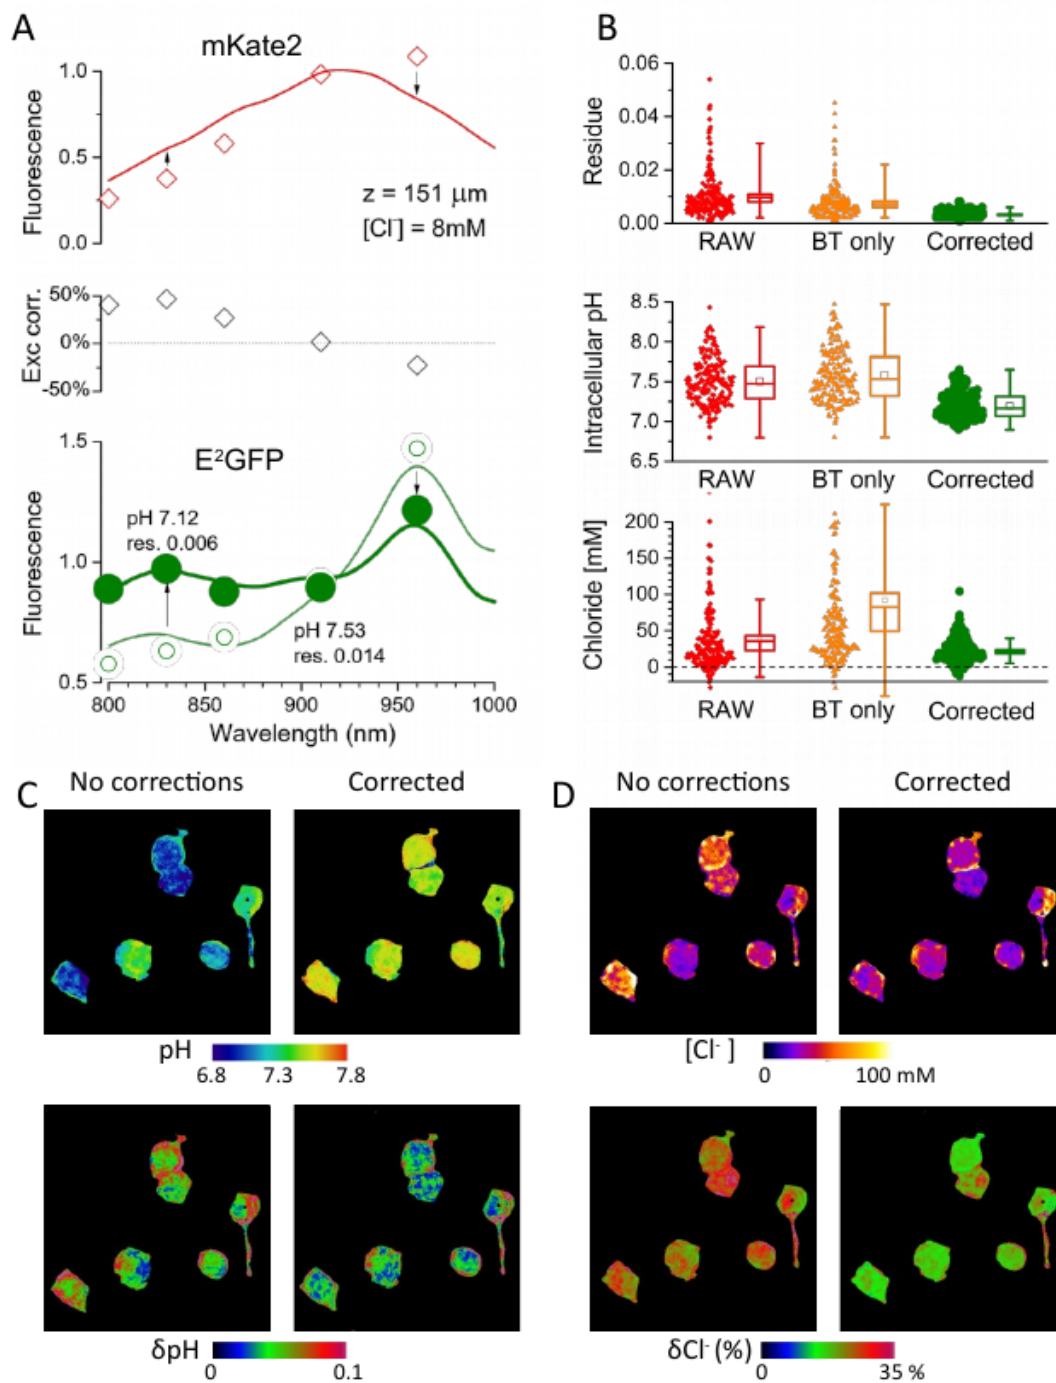 A
mKate2
Fluorescence
1.0
0.5
0.0
z = 151 μm
[Cl⁻] = 8mM
Exc corr.
50%
0%
-50%
E²GFP
Fluorescence
1.5
1.0
0.5
pH 7.12
res. 0.006
pH 7.53
res. 0.014
800 850 900 950 1000
Wavelength (nm)
B
Residue
0.06
0.04
0.02
0.00
RAW BT only Corrected
Intracellular pH
8.5
8.0
7.5
7.0
6.5
RAW BT only Corrected
Chloride [mM]
200
150
100
50
0
RAW BT only Corrected
C
No corrections Corrected
pH
6.8 7.3 7.8
δpH
0 0.1
D
No corrections Corrected
[Cl⁻ ]
0 100 mM
δCl⁻ (%)
0 35 %